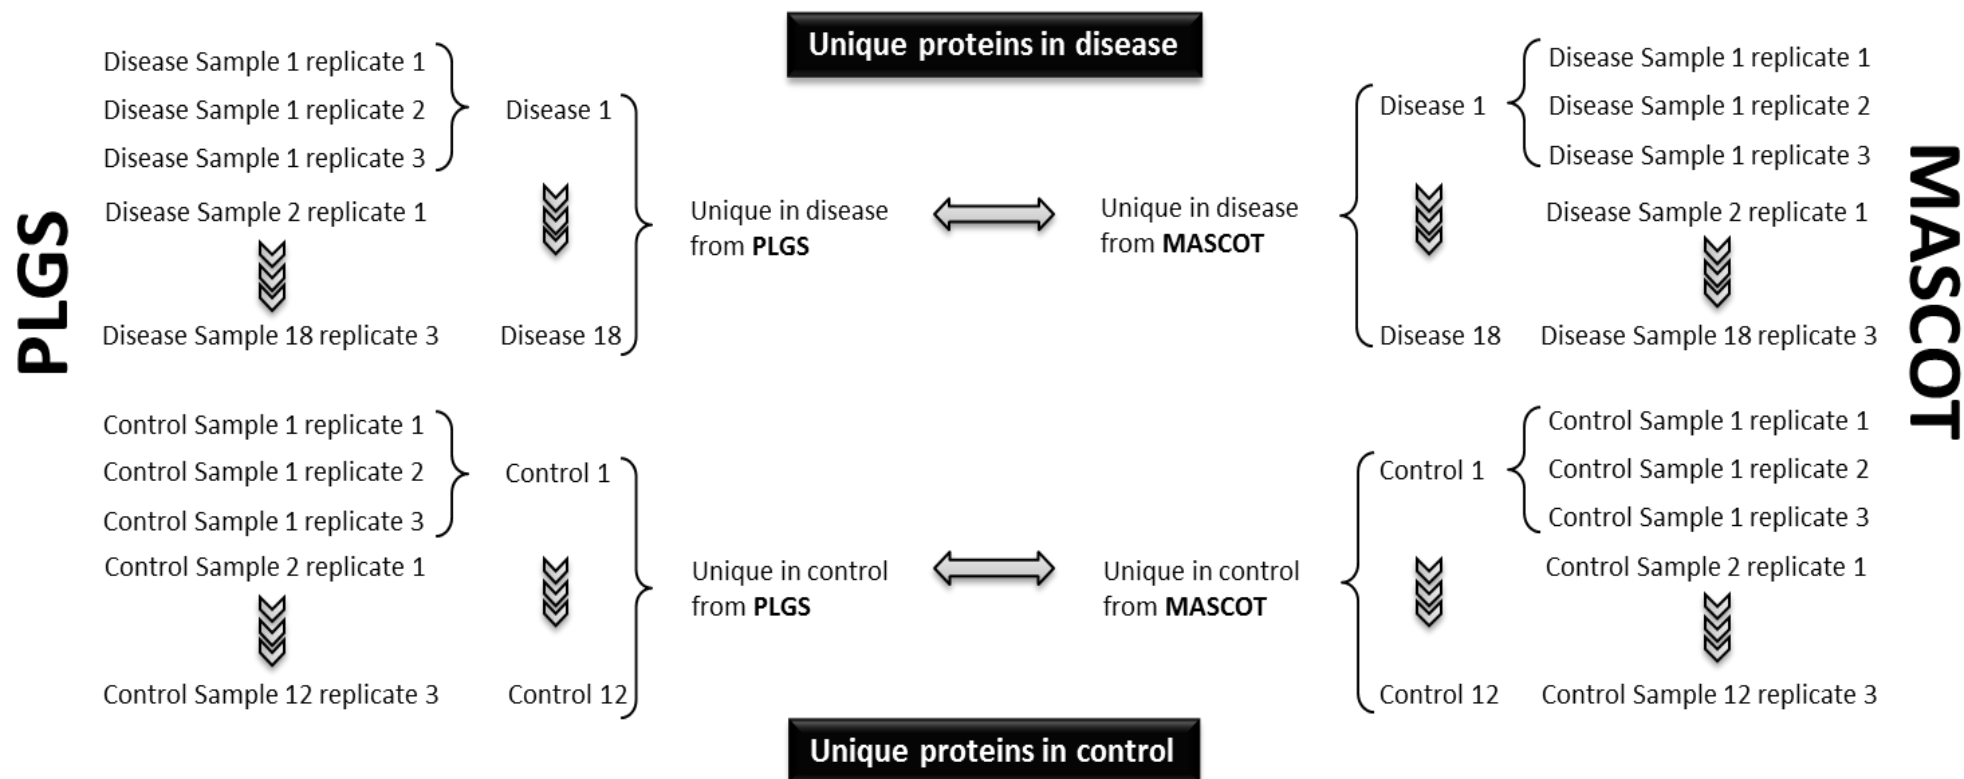 Unique proteins in disease
PLGS
Disease Sample 1 replicate 1
Disease Sample 1 replicate 2
Disease Sample 1 replicate 3
Disease Sample 2 replicate 1
Disease Sample 18 replicate 3
Disease 1
Disease 18
Unique in disease
from PLGS
Unique in disease
from MASCOT
Disease 1
Disease 18
Disease Sample 1 replicate 1
Disease Sample 1 replicate 2
Disease Sample 1 replicate 3
Disease Sample 2 replicate 1
Disease Sample 18 replicate 3
MASCOT
Control Sample 1 replicate 1
Control Sample 1 replicate 2
Control Sample 1 replicate 3
Control Sample 2 replicate 1
Control Sample 12 replicate 3
Control 1
Control 12
Unique in control
from PLGS
Unique in control
from MASCOT
Control 1
Control 12
Control Sample 1 replicate 1
Control Sample 1 replicate 2
Control Sample 1 replicate 3
Control Sample 2 replicate 1
Control Sample 12 replicate 3
Unique proteins in control